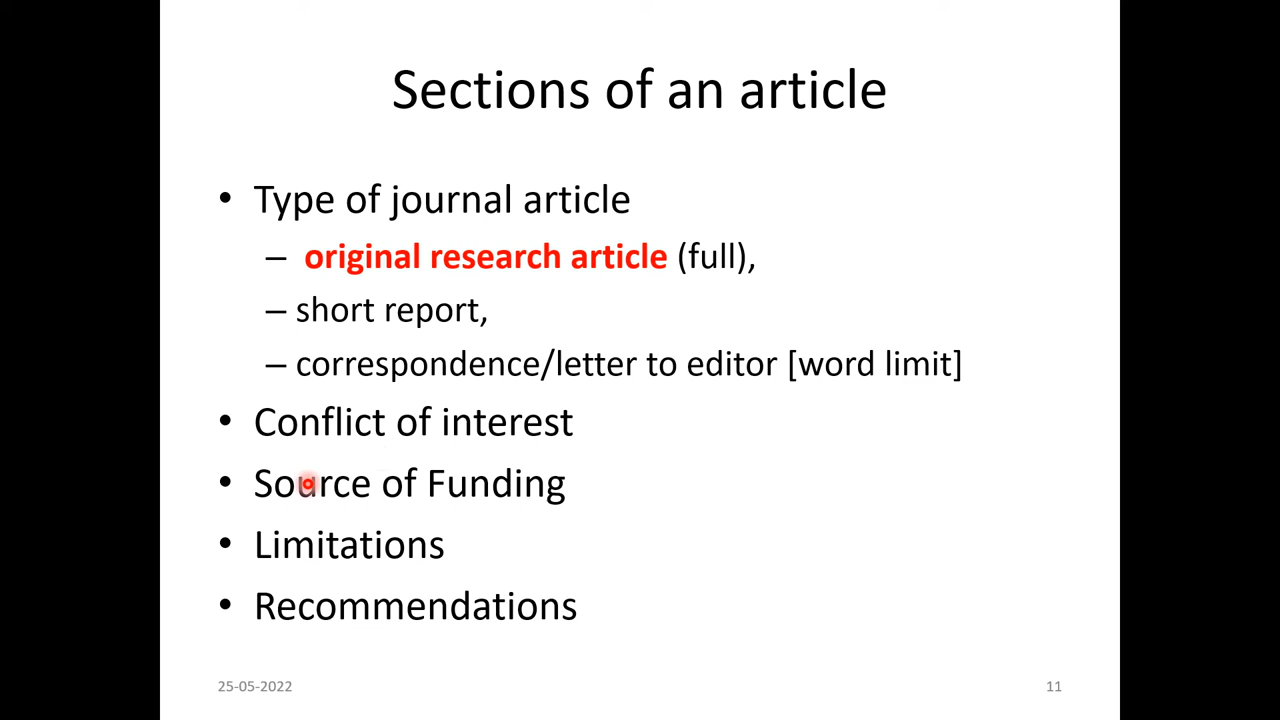 Sections of an article
• Type of journal article
– original research article (full),
– short report,
– correspondence/letter to editor [word limit]
• Conflict of interest
• Source of Funding
• Limitations
• Recommendations
25-05-2022
11